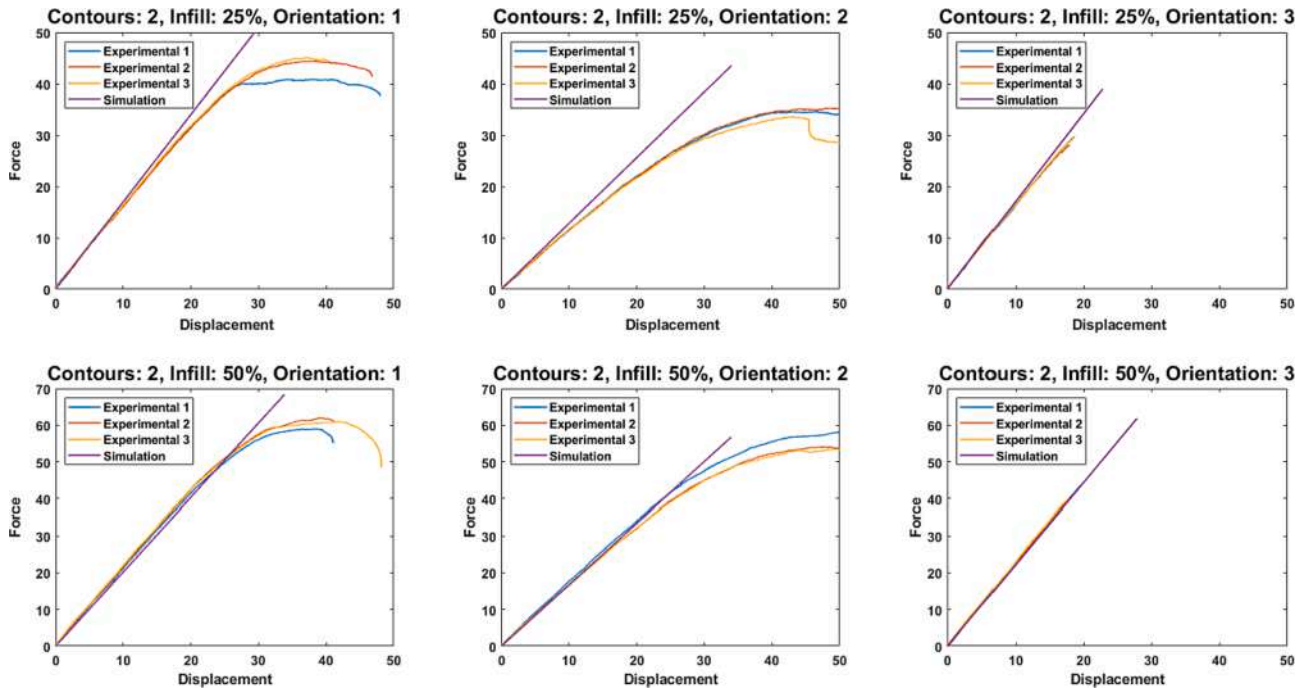 Contours: 2, Infill: 25%, Orientation: 1
50
40
30
20
10
0
Force
Experimental 1
Experimental 2
Experimental 3
Simulation
0 10 20 30 40 50
Displacement
Contours: 2, Infill: 25%, Orientation: 2
50
40
30
20
10
0
Force
Experimental 1
Experimental 2
Experimental 3
Simulation
0 10 20 30 40 50
Displacement
Contours: 2, Infill: 25%, Orientation: 3
50
40
30
20
10
0
Force
Experimental 1
Experimental 2
Experimental 3
Simulation
0 10 20 30 40 50
Displacement
Contours: 2, Infill: 50%, Orientation: 1
70
60
50
40
30
20
10
0
Force
Experimental 1
Experimental 2
Experimental 3
Simulation
0 10 20 30 40 50
Displacement
Contours: 2, Infill: 50%, Orientation: 2
70
60
50
40
30
20
10
0
Force
Experimental 1
Experimental 2
Experimental 3
Simulation
0 10 20 30 40 50
Displacement
Contours: 2, Infill: 50%, Orientation: 3
70
60
50
40
30
20
10
0
Force
Experimental 1
Experimental 2
Experimental 3
Simulation
0 10 20 30 40 50
Displacement